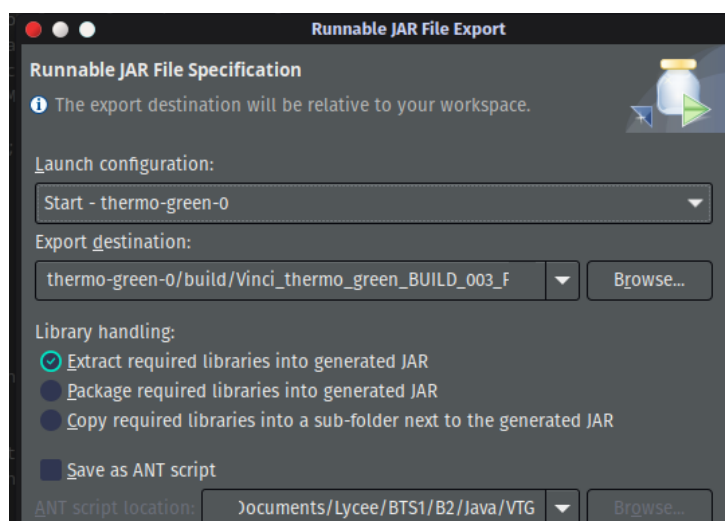 Runnable JAR File Export
Runnable JAR File Specification
The export destination will be relative to your workspace.
Launch configuration:
Start - thermo-green-0
Export destination:
thermo-green-0/build/Vinci_thermo_green_BUILD_003_F
Browse...
Library handling:
Extract required libraries into generated JAR
Package required libraries into generated JAR
Copy required libraries into a sub-folder next to the generated JAR
Save as ANT script
ANT script location:
Documents/Lycee/BTS1/B2/Java/VTG
Browse...